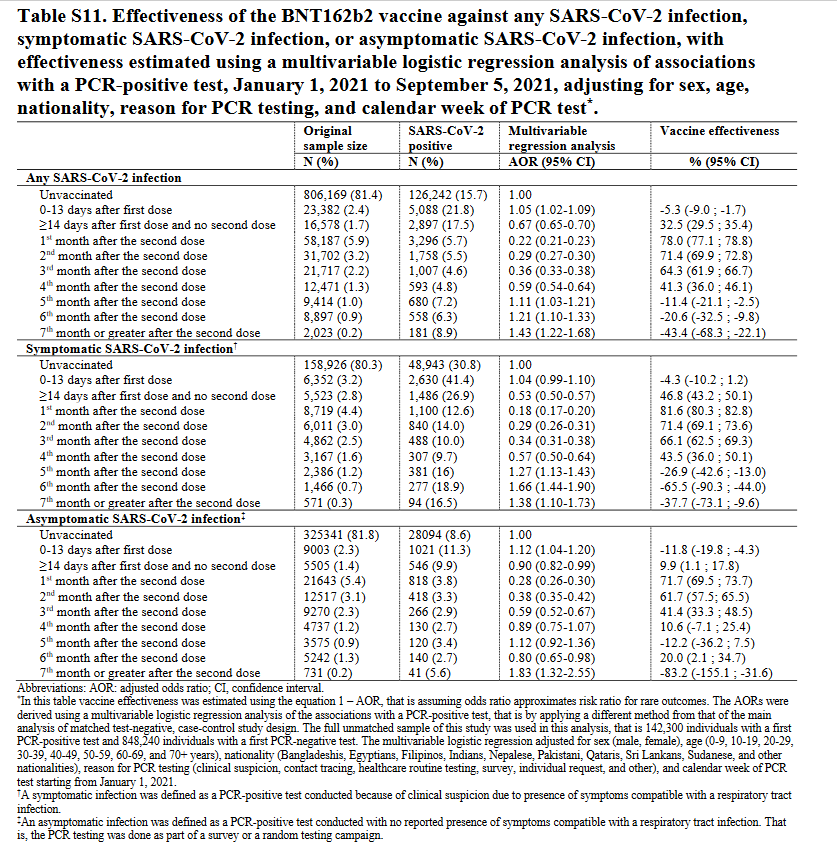 Table S11. Effectiveness of the BNT162b2 vaccine against any SARS-CoV-2 infection,
symptomatic SARS-CoV-2 infection, or asymptomatic SARS-CoV-2 infection, with
effectiveness estimated using a multivariable logistic regression analysis of associations
with a PCR-positive test, January 1, 2021 to September 5, 2021, adjusting for sex, age,
nationality, reason for PCR testing, and calendar week of PCR test*.
Original sample size SARS-CoV-2 positive Multivariable regression analysis Vaccine effectiveness
N (%) N (%) AOR (95% CI) % (95% CI)
Any SARS-CoV-2 infection
Unvaccinated 806,169 (81.4) 126,242 (15.7) 1.00
0-13 days after first dose 23,382 (2.4) 5,088 (21.8) 1.05 (1.02-1.09) -5.3 (-9.0 ; -1.7)
≥14 days after first dose and no second dose 16,578 (1.7) 2,897 (17.5) 0.67 (0.65-0.70) 32.5 (29.5 ; 35.4)
1st month after the second dose 58,187 (5.9) 3,296 (5.7) 0.22 (0.21-0.23) 78.0 (77.1 ; 78.8)
2nd month after the second dose 31,702 (3.2) 1,758 (5.5) 0.29 (0.27-0.30) 71.4 (69.9 ; 72.8)
3rd month after the second dose 21,717 (2.2) 1,007 (4.6) 0.36 (0.33-0.38) 64.3 (61.9 ; 66.7)
4th month after the second dose 12,471 (1.3) 593 (4.8) 0.59 (0.54-0.64) 41.3 (36.0 ; 46.1)
5th month after the second dose 9,414 (1.0) 680 (7.2) 1.11 (1.03-1.21) -11.4 (-21.1 ; -2.5)
6th month after the second dose 8,897 (0.9) 558 (6.3) 1.21 (1.10-1.33) -20.6 (-32.5 ; -9.8)
7th month or greater after the second dose 2,023 (0.2) 181 (8.9) 1.43 (1.22-1.68) -43.4 (-68.3 ; -22.1)
Symptomatic SARS-CoV-2 infection†
Unvaccinated 158,926 (80.3) 48,943 (30.8) 1.00
0-13 days after first dose 6,352 (3.2) 2,630 (41.4) 1.04 (0.99-1.10) -4.3 (-10.2 ; 1.2)
≥14 days after first dose and no second dose 5,523 (2.8) 1,486 (26.9) 0.53 (0.50-0.57) 46.8 (43.2 ; 50.1)
1st month after the second dose 8,719 (4.4) 1,100 (12.6) 0.18 (0.17-0.20) 81.6 (80.3 ; 82.8)
2nd month after the second dose 6,011 (3.0) 840 (14.0) 0.29 (0.26-0.31) 71.4 (69.1 ; 73.6)
3rd month after the second dose 4,862 (2.5) 488 (10.0) 0.34 (0.31-0.38) 66.1 (62.5 ; 69.3)
4th month after the second dose 3,167 (1.6) 307 (9.7) 0.57 (0.50-0.64) 43.5 (36.0 ; 50.1)
5th month after the second dose 2,386 (1.2) 381 (16) 1.27 (1.13-1.43) -26.9 (-42.6 ; -13.0)
6th month after the second dose 1,466 (0.7) 277 (18.9) 1.66 (1.44-1.90) -65.5 (-90.3 ; -44.0)
7th month or greater after the second dose 571 (0.3) 94 (16.5) 1.38 (1.10-1.73) -37.7 (-73.1 ; -9.6)
Asymptomatic SARS-CoV-2 infection‡
Unvaccinated 325341 (81.8) 28094 (8.6) 1.00
0-13 days after first dose 9003 (2.3) 1021 (11.3) 1.12 (1.04-1.20) -11.8 (-19.8 ; -4.3)
≥14 days after first dose and no second dose 5505 (1.4) 546 (9.9) 0.90 (0.82-0.99) 9.9 (1.1 ; 17.8)
1st month after the second dose 21643 (5.4) 818 (3.8) 0.28 (0.26-0.30) 71.7 (69.5 ; 73.7)
2nd month after the second dose 12517 (3.1) 418 (3.3) 0.38 (0.35-0.42) 61.7 (57.5; 65.5)
3rd month after the second dose 9270 (2.3) 266 (2.9) 0.59 (0.52-0.67) 41.4 (33.3 ; 48.5)
4th month after the second dose 4737 (1.2) 130 (2.7) 0.89 (0.75-1.07) 10.6 (-7.1 ; 25.4)
5th month after the second dose 3575 (0.9) 120 (3.4) 1.12 (0.92-1.36) -12.2 (-36.2 ; 7.5)
6th month after the second dose 5242 (1.3) 140 (2.7) 0.80 (0.65-0.98) 20.0 (2.1 ; 34.7)
7th month or greater after the second dose 731 (0.2) 41 (5.6) 1.83 (1.32-2.55) -83.2 (-155.1 ; -31.6)
Abbreviations: AOR: adjusted odds ratio; CI, confidence interval.
*In this table vaccine effectiveness was estimated using the equation 1 – AOR, that is assuming odds ratio approximates risk ratio for rare outcomes. The AORs were
derived using a multivariable logistic regression analysis of the associations with a PCR-positive test, that is by applying a different method from that of the main
analysis of matched test-negative, case-control study design. The full unmatched sample of this study was used in this analysis, that is 142,300 individuals with a first
PCR-positive test and 848,240 individuals with a first PCR-negative test. The multivariable logistic regression adjusted for sex (male, female), age (0-9, 10-19, 20-29,
30-39, 40-49, 50-59, 60-69, and 70+ years), nationality (Bangladeshis, Egyptians, Filipinos, Indians, Nepalese, Pakistani, Qataris, Sri Lankans, Sudanese, and other
nationalities), reason for PCR testing (clinical suspicion, contact tracing, healthcare routine testing, survey, individual request, and other), and calendar week of PCR
test starting from January 1, 2021.
†A symptomatic infection was defined as a PCR-positive test conducted because of clinical suspicion due to presence of symptoms compatible with a respiratory tract
infection.
‡An asymptomatic infection was defined as a PCR-positive test conducted with no reported presence of symptoms compatible with a respiratory tract infection. That
is, the PCR testing was done as part of a survey or a random testing campaign.